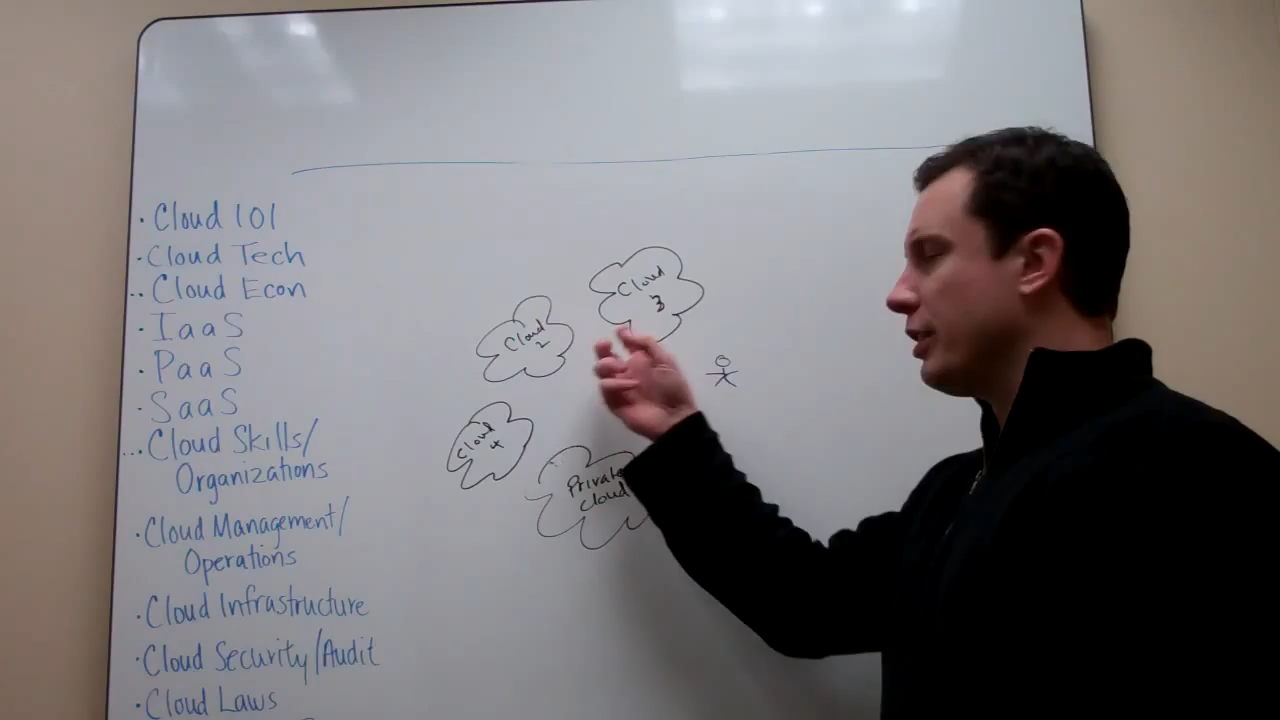 · Cloud 101
· Cloud Tech
·· Cloud Econ
· IaaS
· PaaS
· SaaS
... Cloud Skills/
Organizations
· Cloud Management/
Operations
· Cloud Infrastructure
· Cloud Security/Audit
· Cloud Laws
Cloud
3
Cloud
2
Cloud
4
Private
Cloud